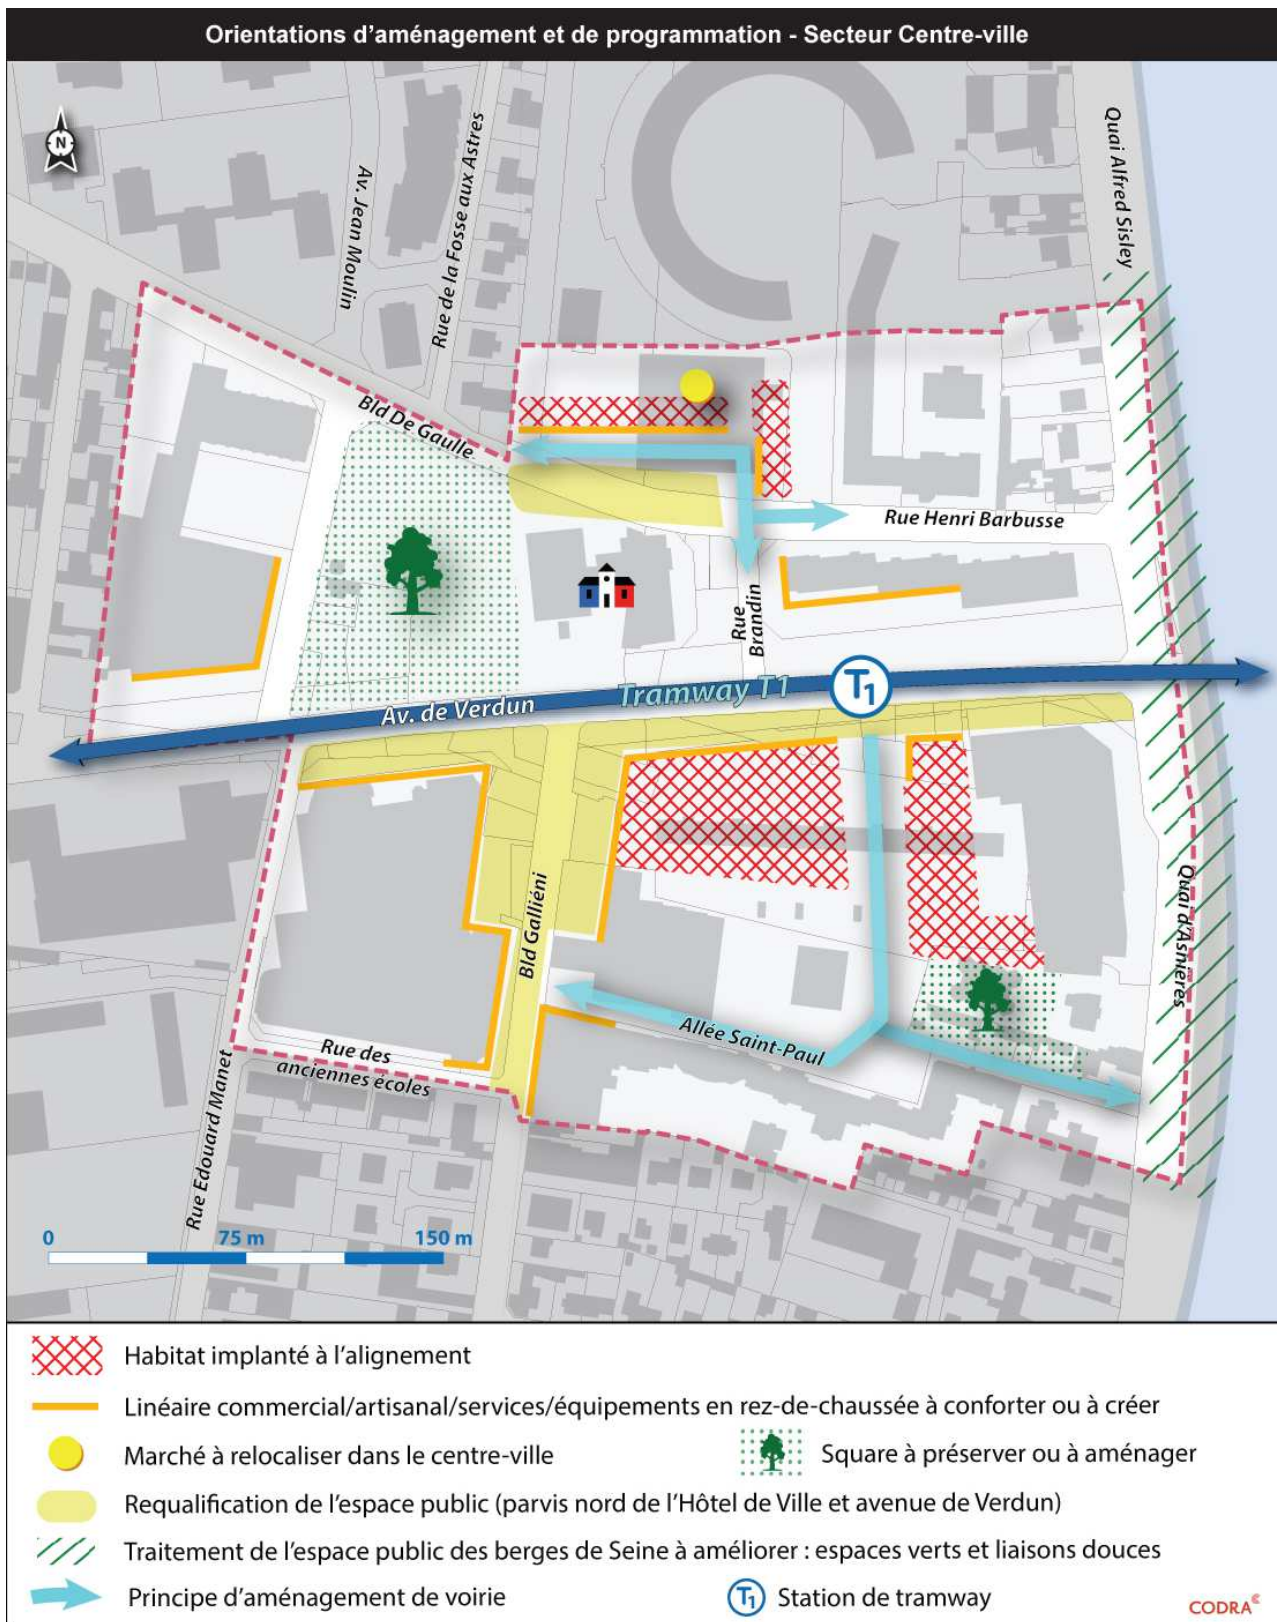 Orientations d'aménagement et de programmation - Secteur Centre-ville
N
Av. Jean Moulin
Rue de la Fosse aux Astres
Quai Alfred Sisley
Bld De Gaulle
Rue Henri Barbusse
Rue
Brandin
Tramway T1
T1
Av. de Verdun
Bld Galliéni
Quai d'Asnières
Allée Saint-Paul
Rue des
anciennes écoles
Rue Edouard Manet
0 75 m 150 m
Habitat implanté à l'alignement
Linéaire commercial/artisanal/services/équipements en rez-de-chaussée à conforter ou à créer
Marché à relocaliser dans le centre-ville
Square à préserver ou à aménager
Requalification de l'espace public (parvis nord de l'Hôtel de Ville et avenue de Verdun)
Traitement de l'espace public des berges de Seine à améliorer : espaces verts et liaisons douces
Principe d'aménagement de voirie
T1 Station de tramway
CODRA